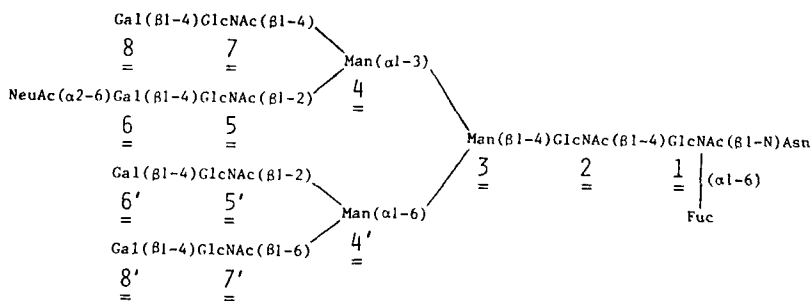 Gal(β1-4)GlcNAc(β1-4)
8 7
Man(α1-3)
NeuAc(α2-6)Gal(β1-4)GlcNAc(β1-2) 4
6 5
Man(β1-4)GlcNAc(β1-4)GlcNAc(β1-N)Asn
3 2 1
(α1-6)
Gal(β1-4)GlcNAc(β1-2)
6' 5'
Man(α1-6)
Fuc
4'
Gal(β1-4)GlcNAc(β1-6)
8' 7'